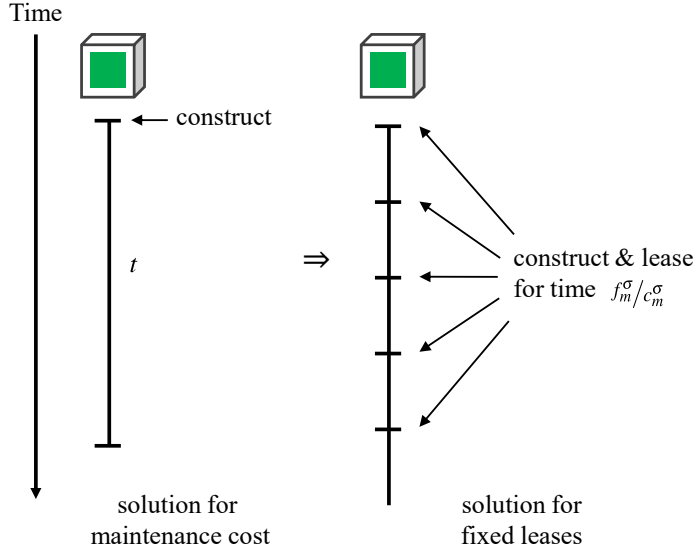 Time
construct
t
⇒
construct & lease
for time f_m^σ/c_m^σ
solution for
maintenance cost
solution for
fixed leases